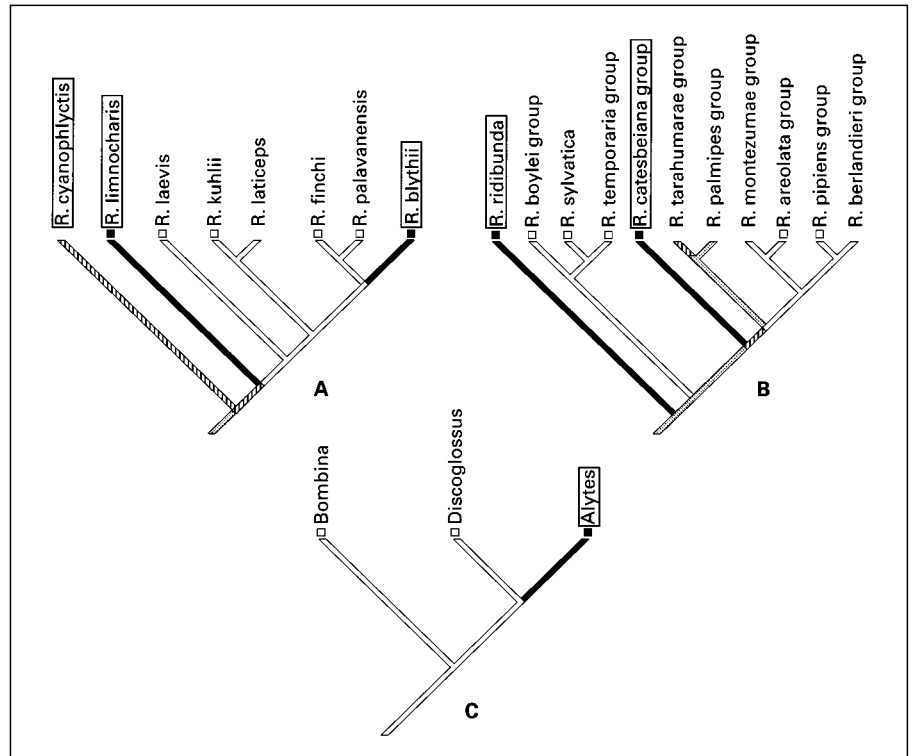 R. cyanophlyctis
R. limnocharis
R. laevis
R. kuhlii
R. laticeps
R. finchi
R. palavanensis
R. blythii
A
R. ridibunda
R. boylei group
R. sylvatica
R. temporaria group
R. catesbeiana group
R. tarahumarae group
R. palmipes group
R. montezumae group
R. areolata group
R. pipiens group
R. berlandieri group
B
Bombina
Discoglossus
Alytes
C